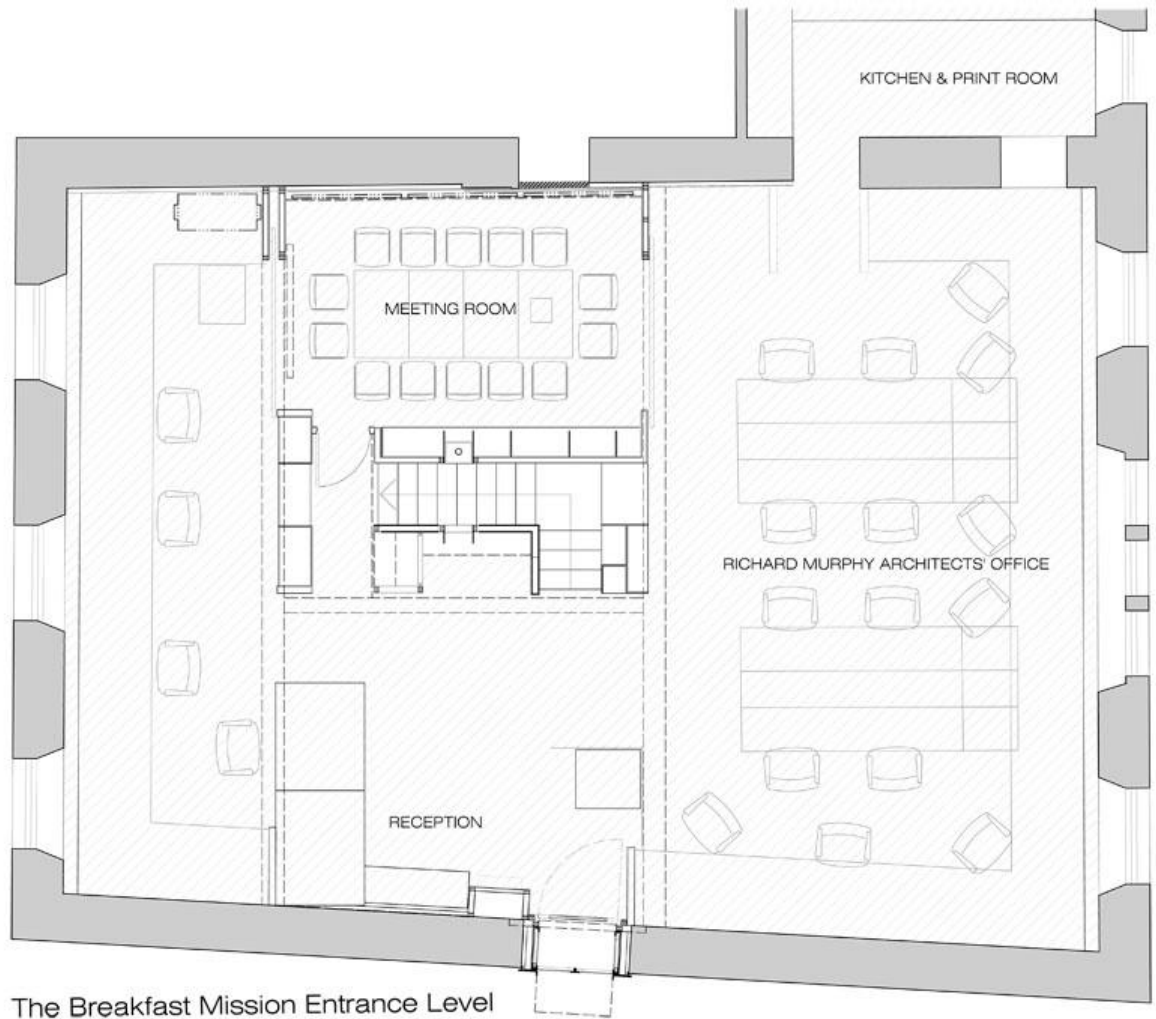 KITCHEN & PRINT ROOM
MEETING ROOM
RICHARD MURPHY ARCHITECTS' OFFICE
RECEPTION
The Breakfast Mission Entrance Level